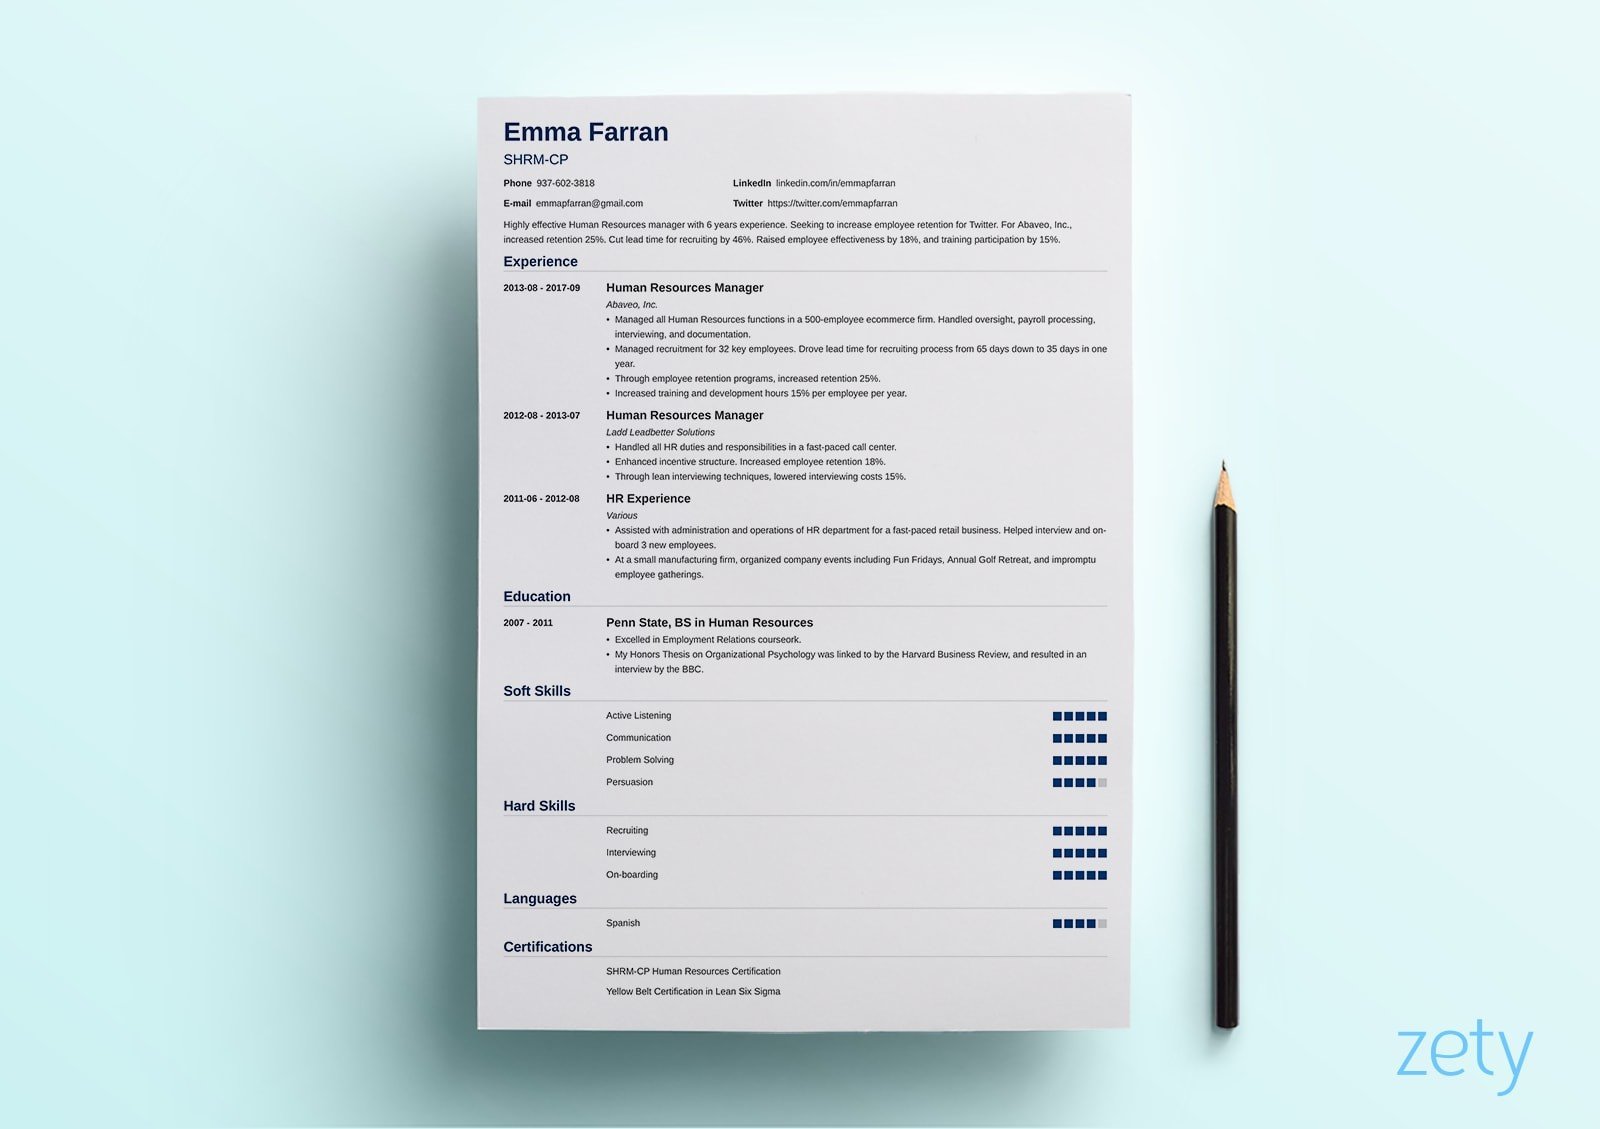 Emma Farran
SHRM-CP
Phone 937-602-3818 LinkedIn linkedin.com/in/emmapfarran
E-mail emmapfarran@gmail.com Twitter https://twitter.com/emmapfarran
Highly effective Human Resources manager with 6 years experience. Seeking to increase employee retention for Twitter. For Abaveo, Inc.,
increased retention 25%. Cut lead time for recruiting by 46%. Raised employee effectiveness by 18%, and training participation by 15%.
Experience
2013-08 - 2017-09 Human Resources Manager
Abaveo, Inc.
• Managed all Human Resources functions in a 500-employee ecommerce firm. Handled oversight, payroll processing,
interviewing, and documentation.
• Managed recruitment for 32 key employees. Drove lead time for recruiting process from 65 days down to 35 days in one
year.
• Through employee retention programs, increased retention 25%.
• Increased training and development hours 15% per employee per year.
2012-08 - 2013-07 Human Resources Manager
Ladd Leadbetter Solutions
• Handled all HR duties and responsibilities in a fast-paced call center.
• Enhanced incentive structure. Increased employee retention 18%.
• Through lean interviewing techniques, lowered interviewing costs 15%.
2011-06 - 2012-08 HR Experience
Various
• Assisted with administration and operations of HR department for a fast-paced retail business. Helped interview and on-
board 3 new employees.
• At a small manufacturing firm, organized company events including Fun Fridays, Annual Golf Retreat, and impromptu
employee gatherings.
Education
2007 - 2011 Penn State, BS in Human Resources
• Excelled in Employment Relations courseork.
• My Honors Thesis on Organizational Psychology was linked to by the Harvard Business Review, and resulted in an
interview by the BBC.
Soft Skills
Active Listening
Communication
Problem Solving
Persuasion
Hard Skills
Recruiting
Interviewing
On-boarding
Languages
Spanish
Certifications
SHRM-CP Human Resources Certification
Yellow Belt Certification in Lean Six Sigma
zety